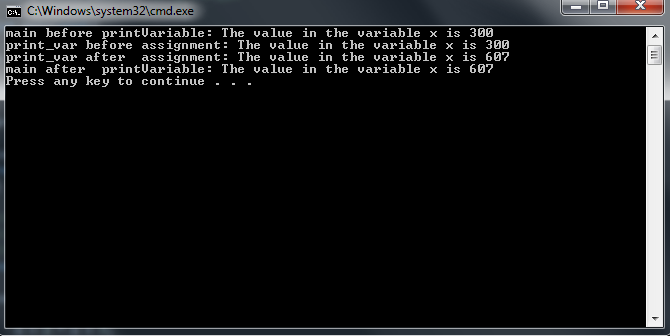 C:\Windows\system32\cmd.exe
main before printVariable: The value in the variable x is 300
print_var before assignment: The value in the variable x is 300
print_var after  assignment: The value in the variable x is 607
main after  printVariable: The value in the variable x is 607
Press any key to continue . . .